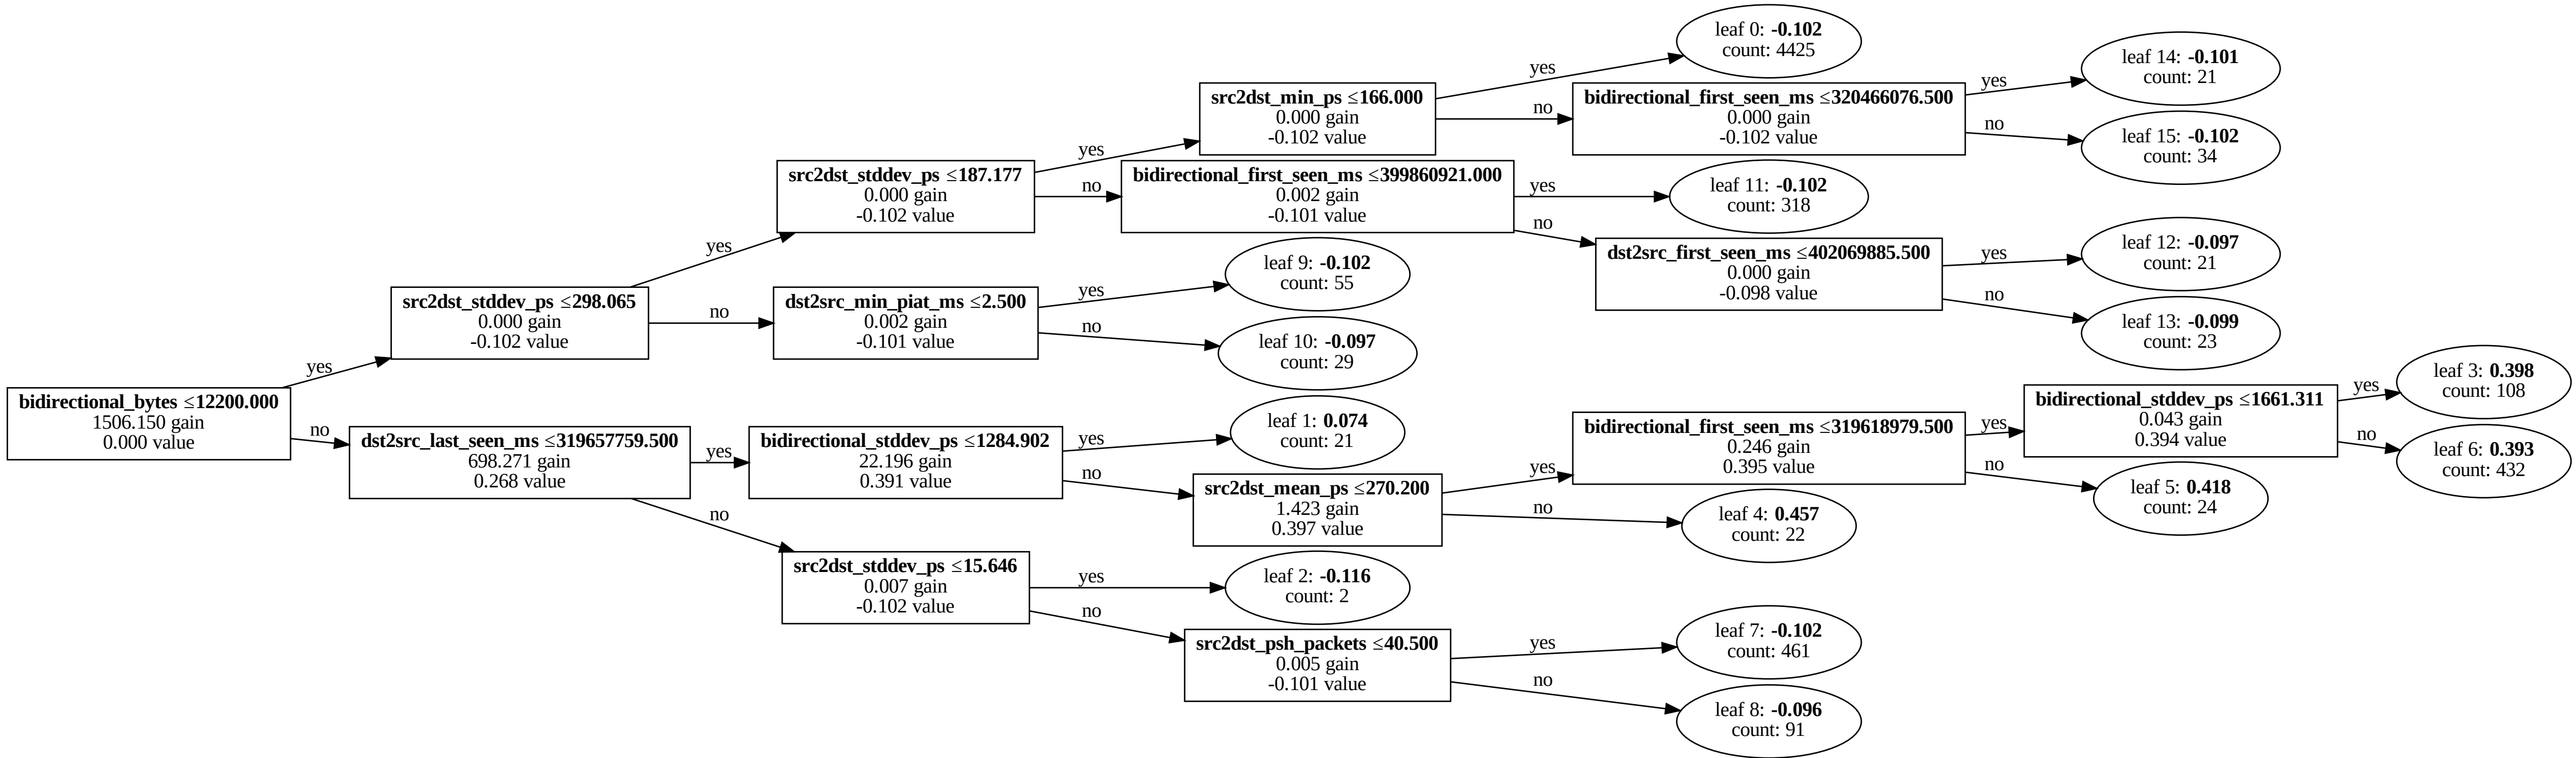 bidirectional_bytes ≤12200.000
1506.150 gain
0.000 value
yes
no
src2dst_stddev_ps ≤298.065
0.000 gain
-0.102 value
yes
no
dst2src_last_seen_ms ≤319657759.500
698.271 gain
0.268 value
yes
no
src2dst_stddev_ps ≤187.177
0.000 gain
-0.102 value
yes
no
dst2src_min_piat_ms ≤2.500
0.002 gain
-0.101 value
yes
no
bidirectional_stddev_ps ≤1284.902
22.196 gain
0.391 value
yes
no
src2dst_stddev_ps ≤15.646
0.007 gain
-0.102 value
yes
no
src2dst_min_ps ≤166.000
0.000 gain
-0.102 value
yes
no
bidirectional_first_seen_ms ≤399860921.000
0.002 gain
-0.101 value
yes
no
leaf 9: -0.102
count: 55
leaf 10: -0.097
count: 29
leaf 1: 0.074
count: 21
src2dst_mean_ps ≤270.200
1.423 gain
0.397 value
yes
no
leaf 2: -0.116
count: 2
src2dst_psh_packets ≤40.500
0.005 gain
-0.101 value
yes
no
leaf 0: -0.102
count: 4425
bidirectional_first_seen_ms ≤320466076.500
0.000 gain
-0.102 value
yes
no
leaf 11: -0.102
count: 318
dst2src_first_seen_ms ≤402069885.500
0.000 gain
-0.098 value
yes
no
bidirectional_first_seen_ms ≤319618979.500
0.246 gain
0.395 value
yes
no
leaf 4: 0.457
count: 22
leaf 7: -0.102
count: 461
leaf 8: -0.096
count: 91
leaf 14: -0.101
count: 21
leaf 15: -0.102
count: 34
leaf 12: -0.097
count: 21
leaf 13: -0.099
count: 23
bidirectional_stddev_ps ≤1661.311
0.043 gain
0.394 value
yes
no
leaf 5: 0.418
count: 24
leaf 3: 0.398
count: 108
leaf 6: 0.393
count: 432